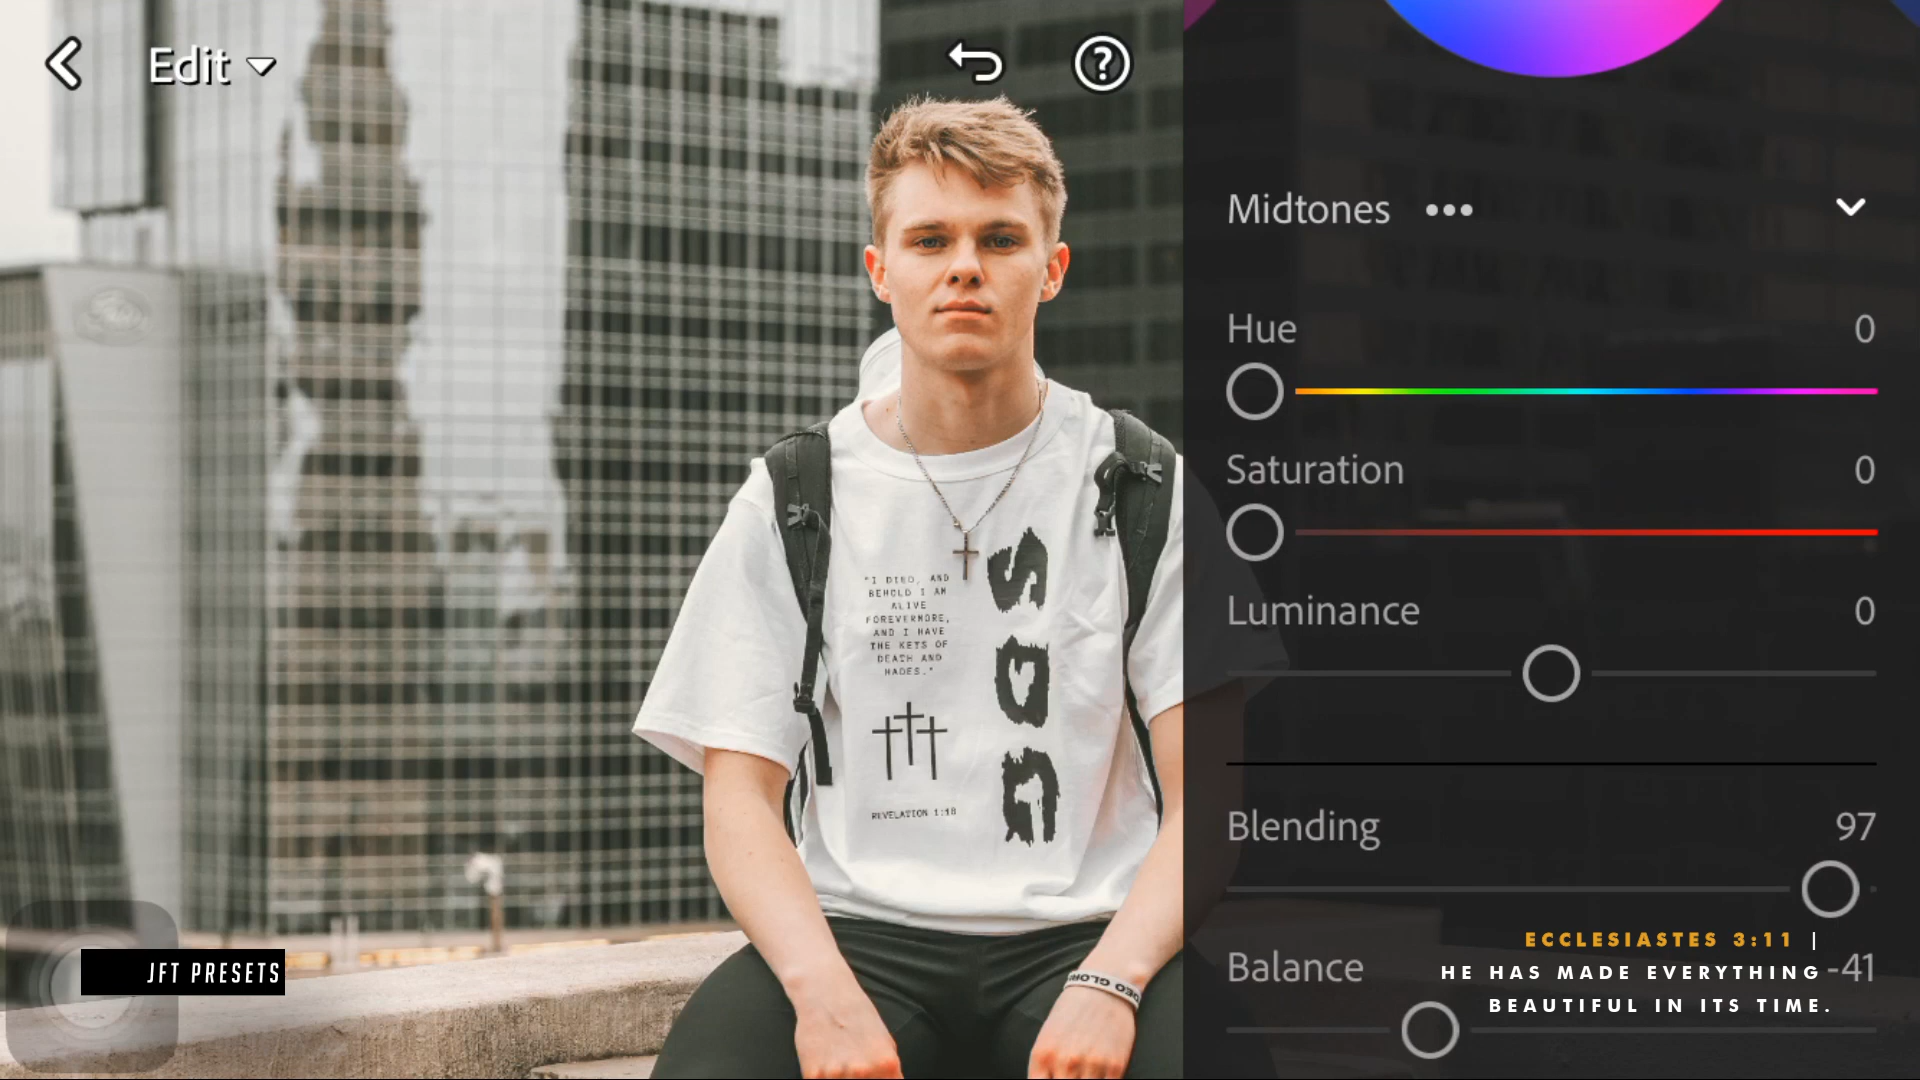 Edit
Midtones
Hue 0
Saturation 0
Luminance 0
Blending 97
Balance -41
"I DIED, AND
BEHOLD I AM
ALIVE
FOREVERMORE,
AND I HAVE
THE KEYS OF
DEATH AND
HADES."
REVELATION 1:18
JFT PRESETS
ECCLESIASTES 3:11 |
HE HAS MADE EVERYTHING
BEAUTIFUL IN ITS TIME.